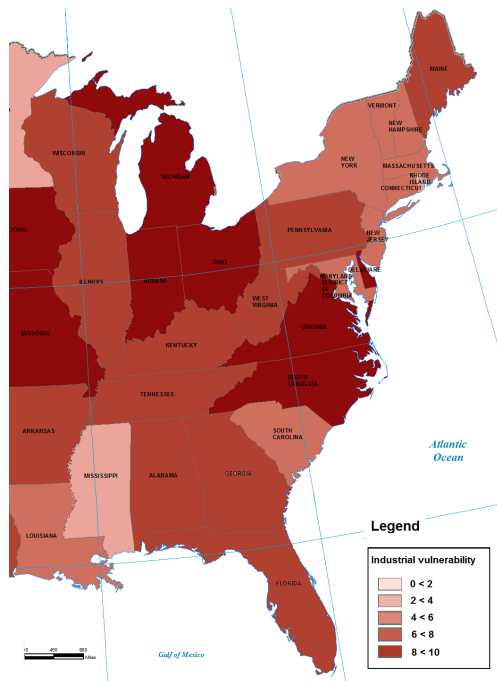 MAINE
VERMONT
NEW
HAMPSHIRE
WISCONSIN
NEW
YORK
MASSACHUSETTS
RHODE
ISLAND
CONNECTICUT
MICHIGAN
IOWA
PENNSYLVANIA
NEW
JERSEY
OHIO
DELAWARE
MARYLAND
DISTRICT
OF
COLUMBIA
ILLINOIS
INDIANA
WEST
VIRGINIA
VIRGINIA
MISSOURI
KENTUCKY
NORTH
CAROLINA
TENNESSEE
ARKANSAS
SOUTH
CAROLINA
Atlantic
Ocean
MISSISSIPPI
ALABAMA
GEORGIA
LOUISIANA
FLORIDA
Legend
Industrial vulnerability
0 < 2
2 < 4
4 < 6
6 < 8
8 < 10
0 450 900
Miles
Gulf of Mexico